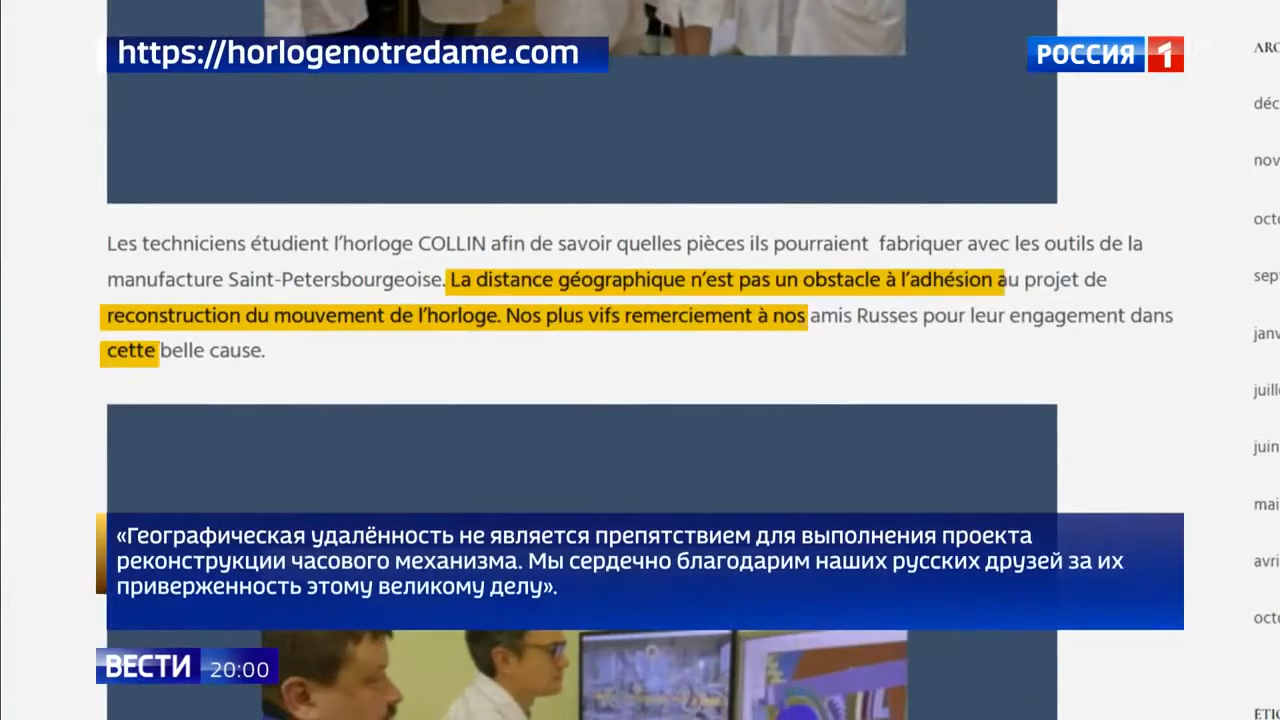 https://horlogenotredame.com
РОССИЯ 1
ARC
déc
nov
octo
sept
janv
juille
juin
mai
avri
octo
Les techniciens étudient l'horloge COLLIN afin de savoir quelles pièces ils pourraient fabriquer avec les outils de la
manufacture Saint-Petersbourgeoise. La distance géographique n'est pas un obstacle à l'adhésion au projet de
reconstruction du mouvement de l'horloge. Nos plus vifs remerciement à nos amis Russes pour leur engagement dans
cette belle cause.
«Географическая удалённость не является препятствием для выполнения проекта
реконструкции часового механизма. Мы сердечно благодарим наших русских друзей за их
приверженность этому великому делу».
ВЕСТИ 20:00